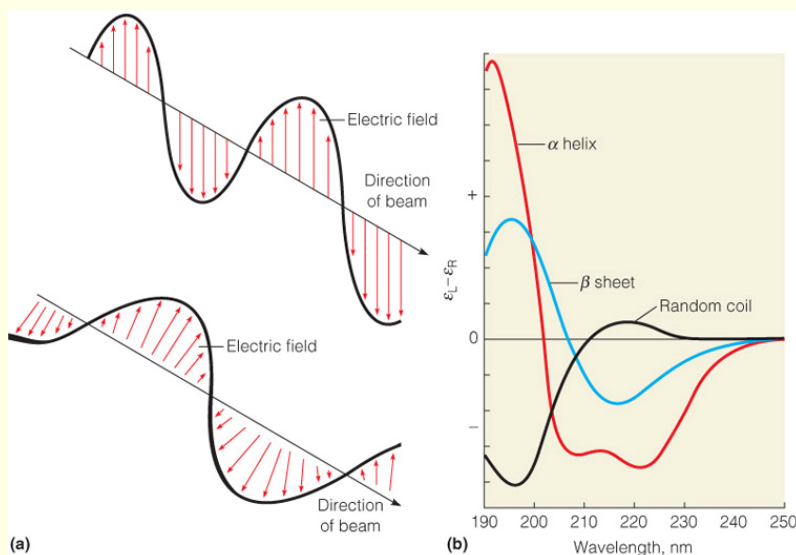 Electric field
Direction
of beam
Electric field
Direction
of beam
(a)
α helix
β sheet
Random coil
+
0
−
εL−εR
190 200 210 220 230 240 250
Wavelength, nm
(b)